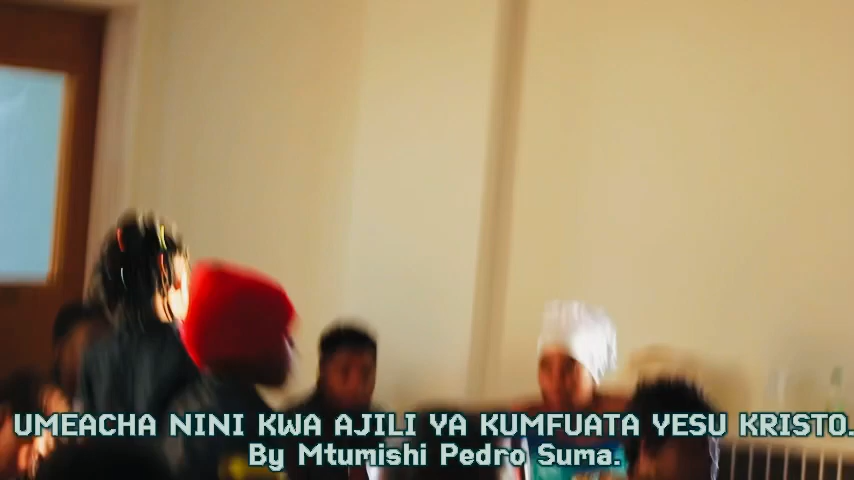 UMEACHA NINI KWA AJILI YA KUMFUATA YESU KRISTO.
By Mtumishi Pedro Suma.